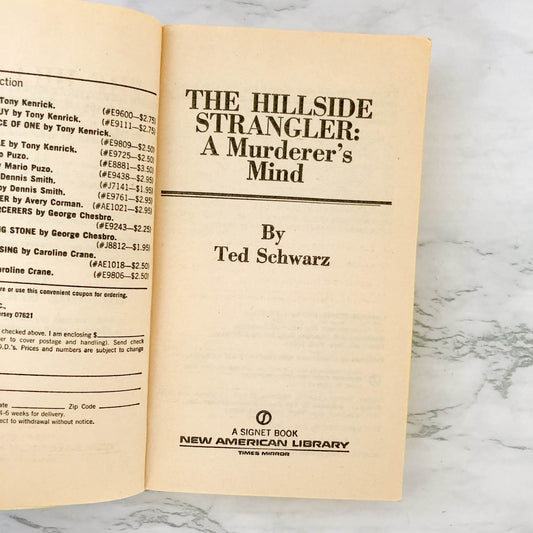 ction
Tony Kenrick.
(#E9600—$2.75)
UY by Tony Kenrick.
(#E9111—$2.75)
CE OF ONE by Tony Kenrick.
(#E9809—$2.50)
LE by Tony Kenrick.
(#E9725—$2.50)
o Puzo.
(#E8881—$3.50)
Mario Puzo.
(#E9438—$2.95)
Dennis Smith.
(#J7141—$1.95)
by Dennis Smith.
(#E9761—$2.95)
ER by Avery Corman.
(#AE1021—$2.95)
RCERERS by George Chesbro.
(#E9243—$2.25)
NG STONE by George Chesbro.
(#J8812—$1.95)
SING by Caroline Crane.
(#AE1018—$2.50)
aroline Crane.
(#E9806—$2.50)
re or use this convenient coupon for ordering.
C.,
ersey 07621
checked above. I am enclosing $
er to cover postage and handling). Send check
O.D.'s. Prices and numbers are subject to change
ate Zip Code
4-6 weeks for delivery.
ect to withdrawal without notice.
THE HILLSIDE
STRANGLER:
A Murderer's
Mind
By
Ted Schwarz
A SIGNET BOOK
NEW AMERICAN LIBRARY
TIMES MIRROR